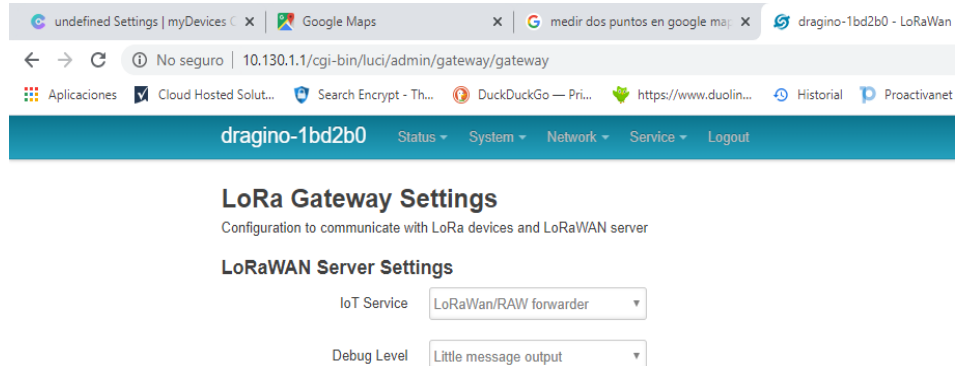 undefined Settings | myDevices C
Google Maps
medir dos puntos en google map
dragino-1bd2b0 - LoRaWan
No seguro | 10.130.1.1/cgi-bin/luci/admin/gateway/gateway
Aplicaciones Cloud Hosted Solut... Search Encrypt - Th... DuckDuckGo — Pri... https://www.duolin... Historial Proactivanet
dragino-1bd2b0 Status System Network Service Logout
LoRa Gateway Settings
Configuration to communicate with LoRa devices and LoRaWAN server
LoRaWAN Server Settings
IoT Service LoRaWan/RAW forwarder
Debug Level Little message output